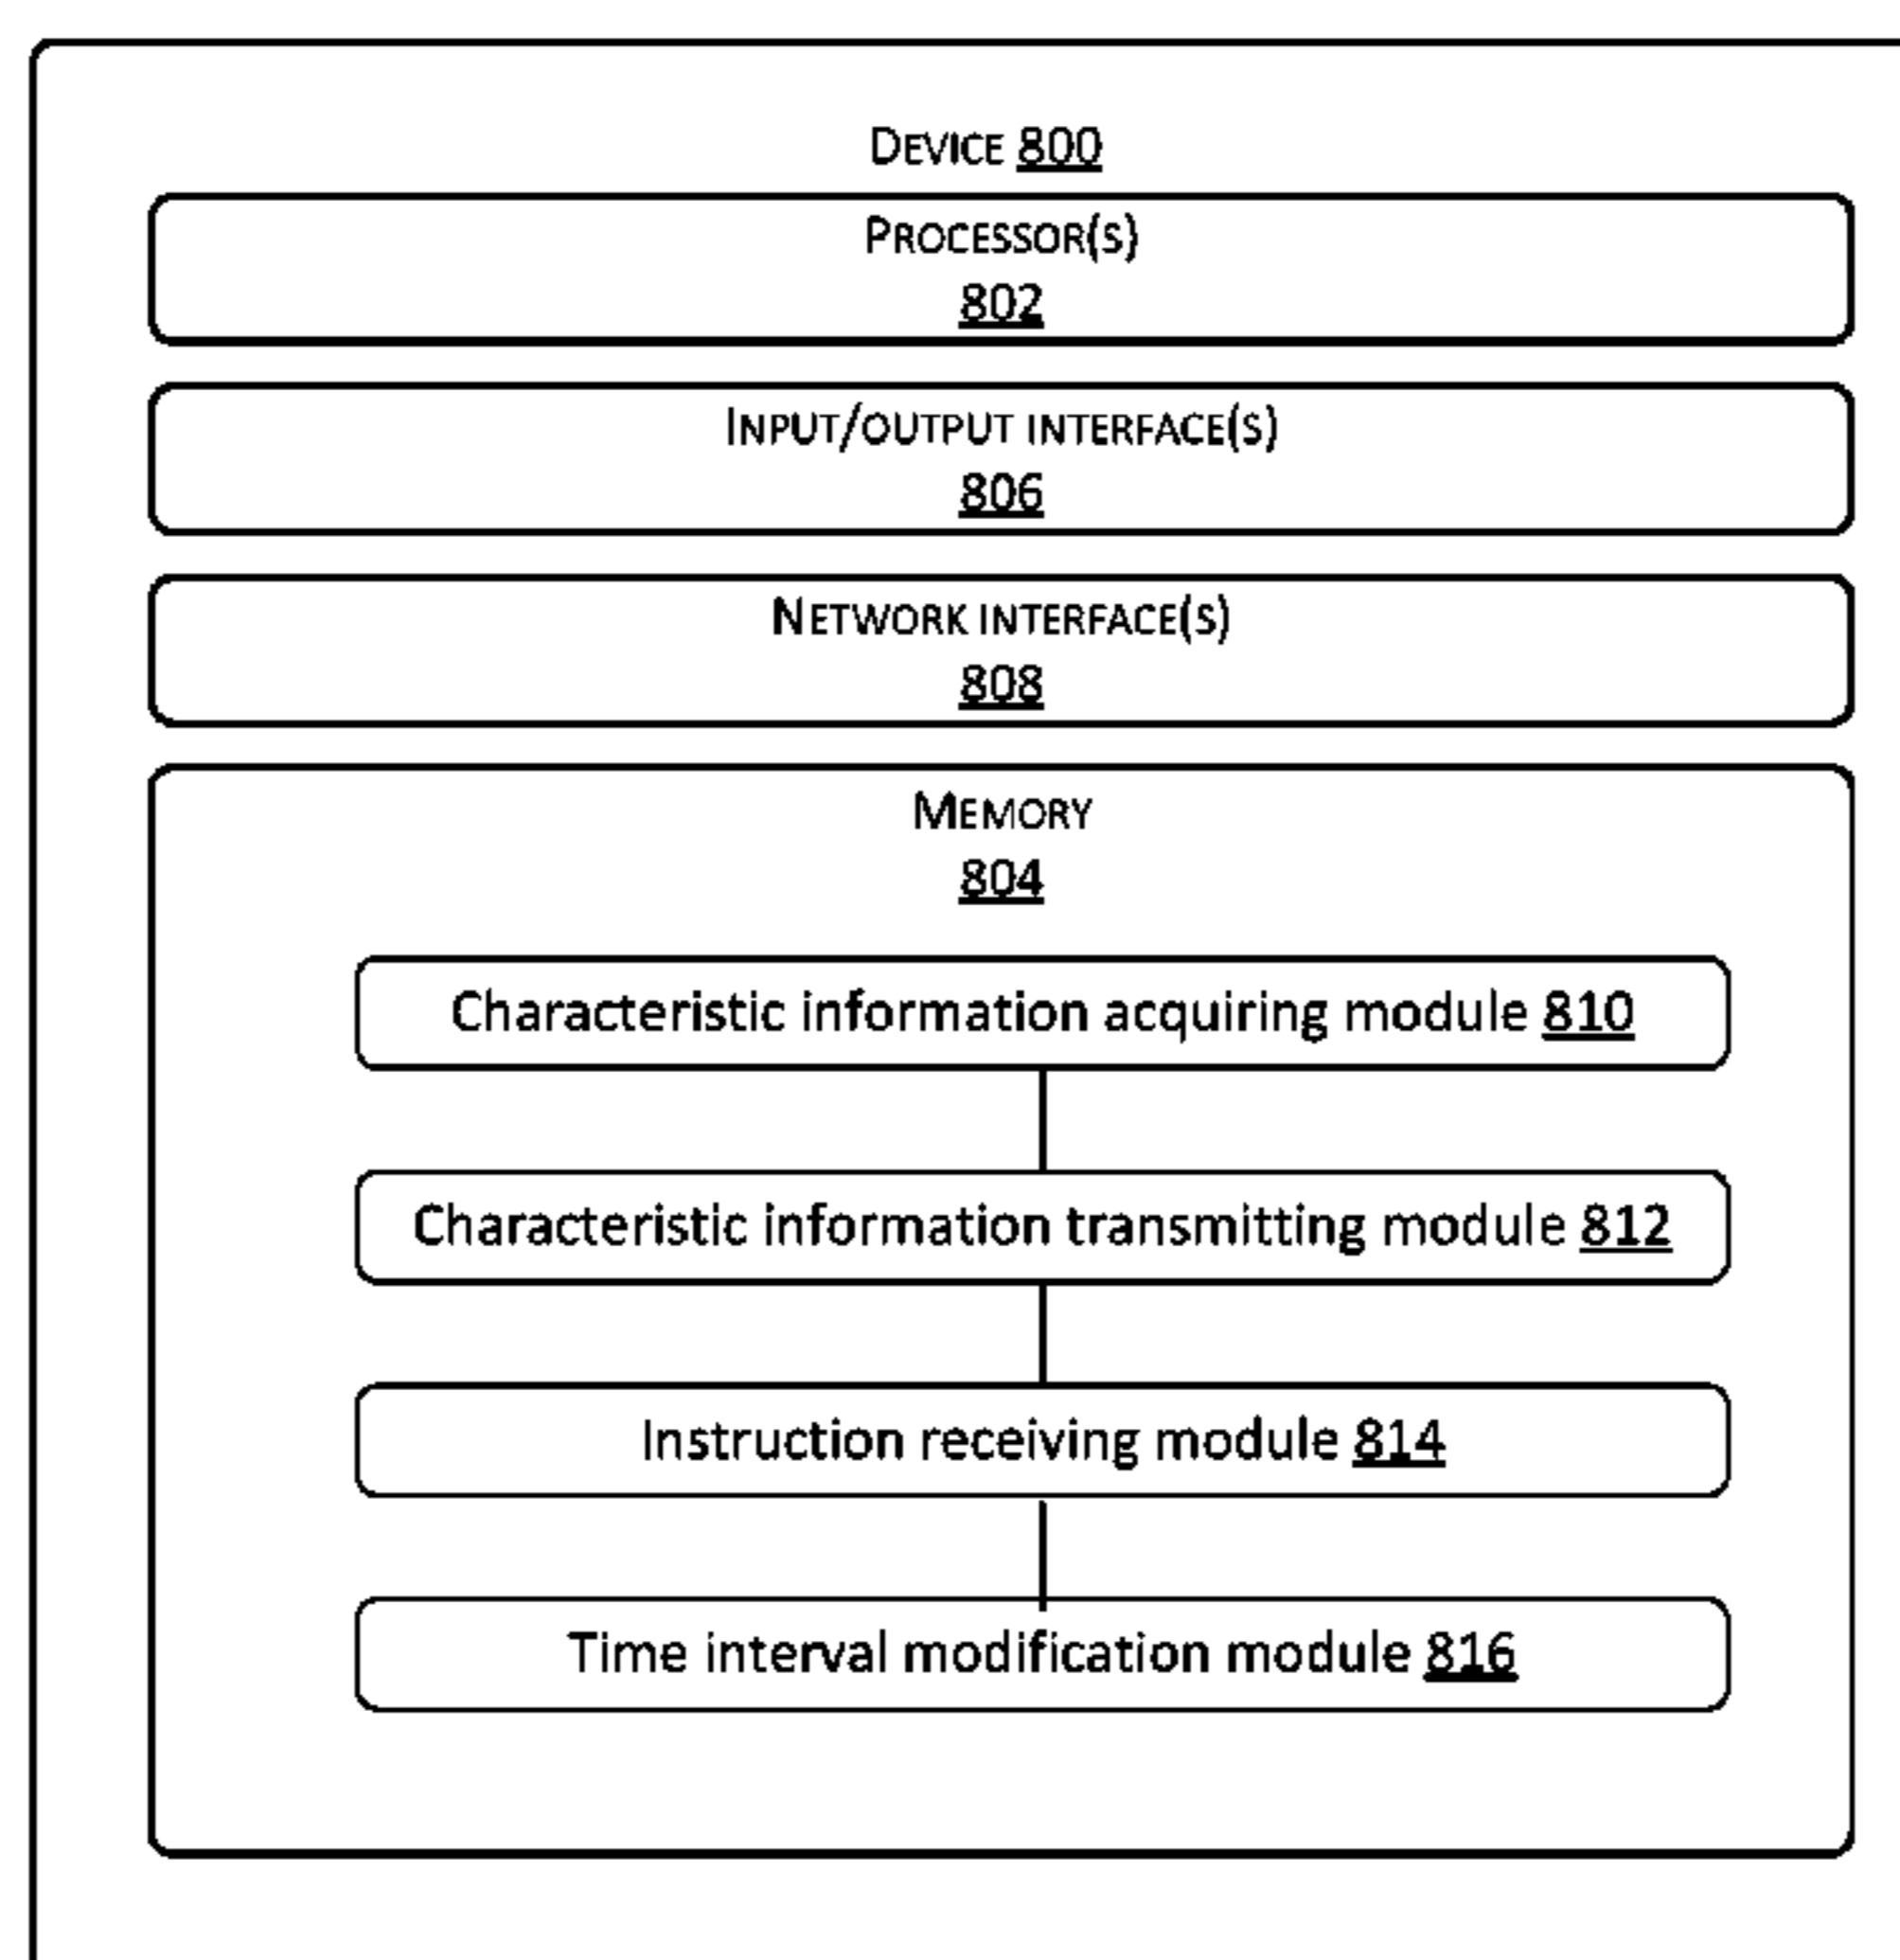 DEVICE 800
PROCESSOR(S)
802
INPUT/OUTPUT INTERFACE(S)
806
NETWORK INTERFACE(S)
808
MEMORY
804
Characteristic information acquiring module 810
Characteristic information transmitting module 812
Instruction receiving module 814
Time interval modification module 816